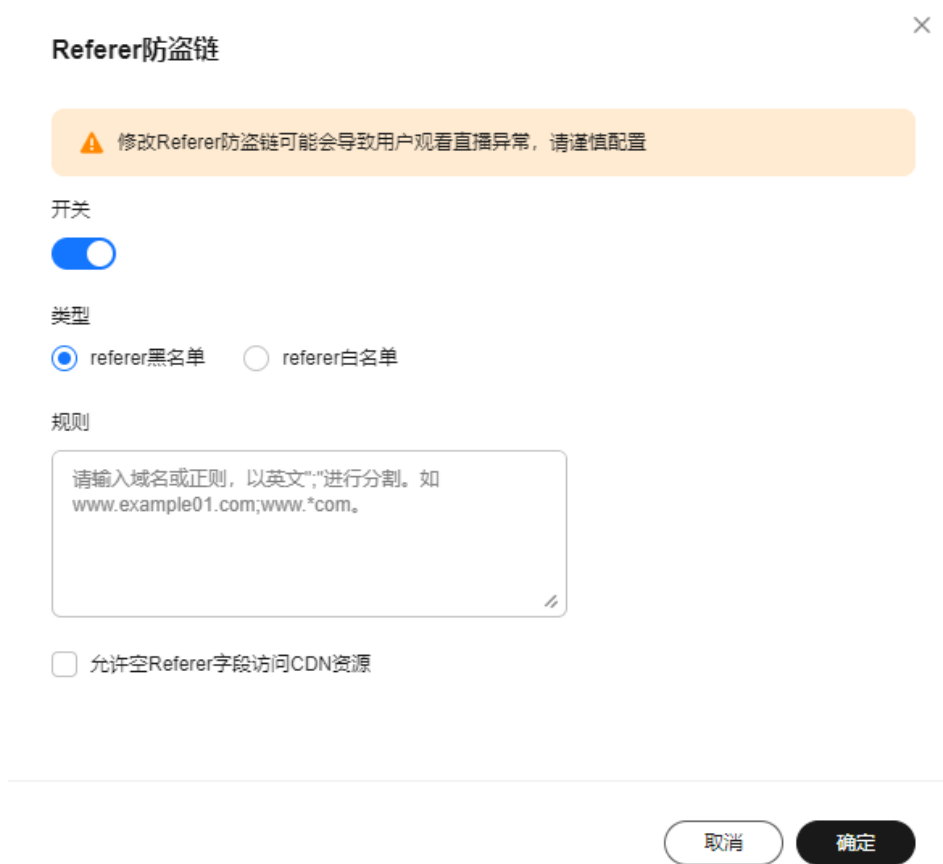 Referer防盗链
修改Referer防盗链可能会导致用户观看直播异常，请谨慎配置
开关
类型
referer黑名单
referer白名单
规则
请输入域名或正则，以英文";"进行分割。如
www.example01.com;www.*com。
允许空Referer字段访问CDN资源
取消
确定